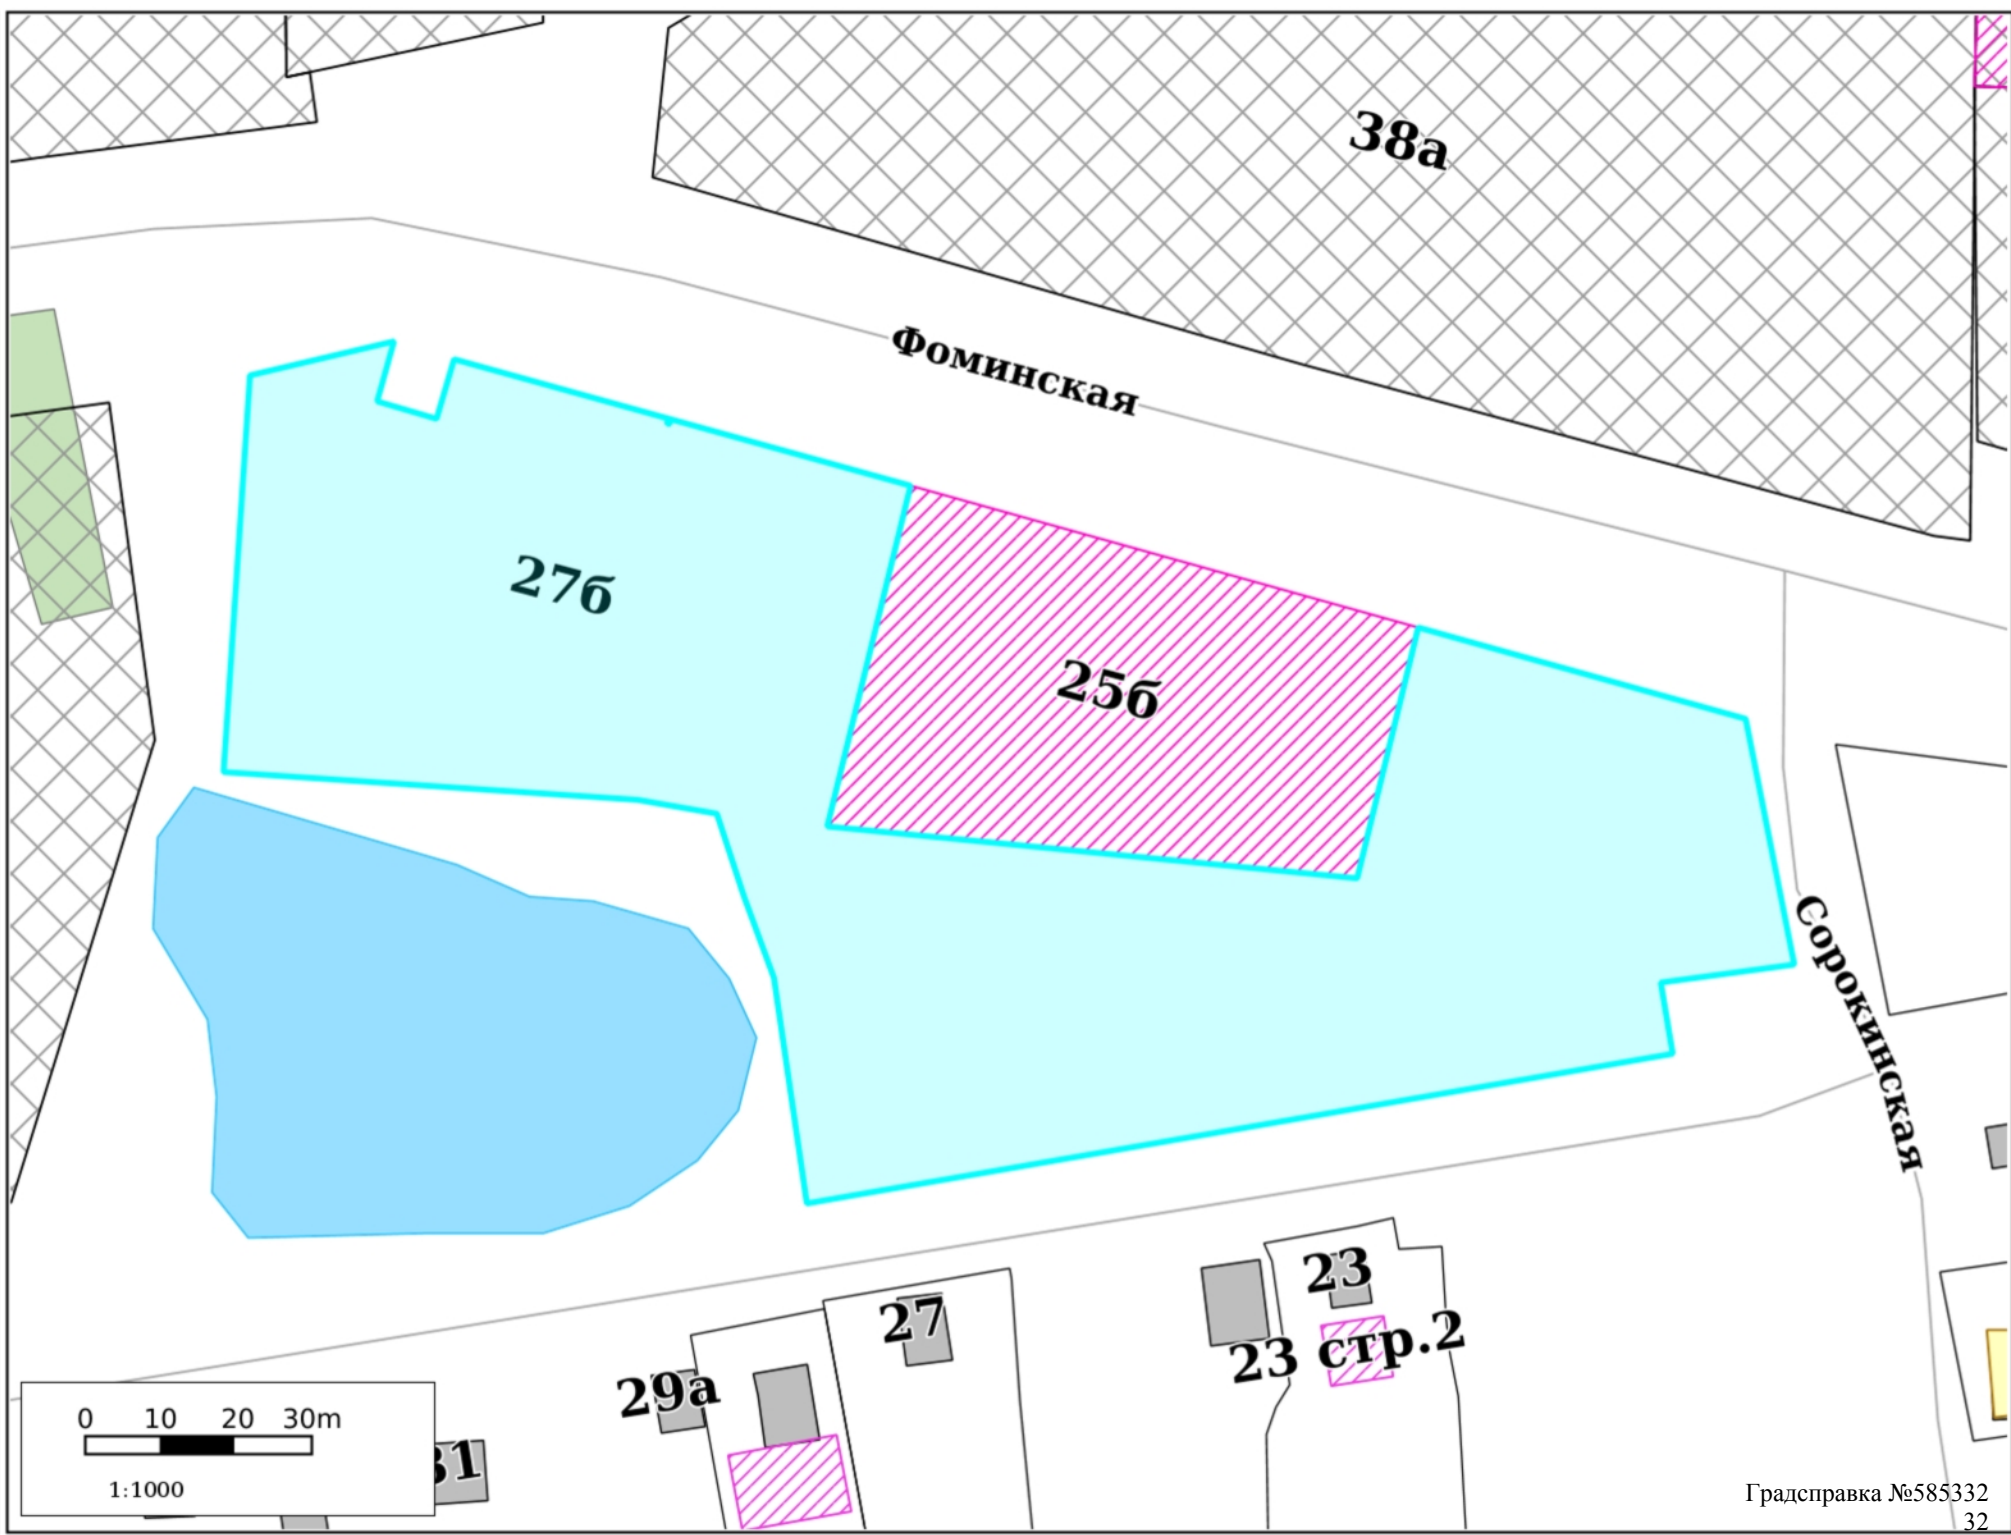 38а
Фоминская
27б
25б
Сорокинская
23
27
23 стр.2
29а
0 10 20 30m
31
1:1000
Градсправка №585332
32